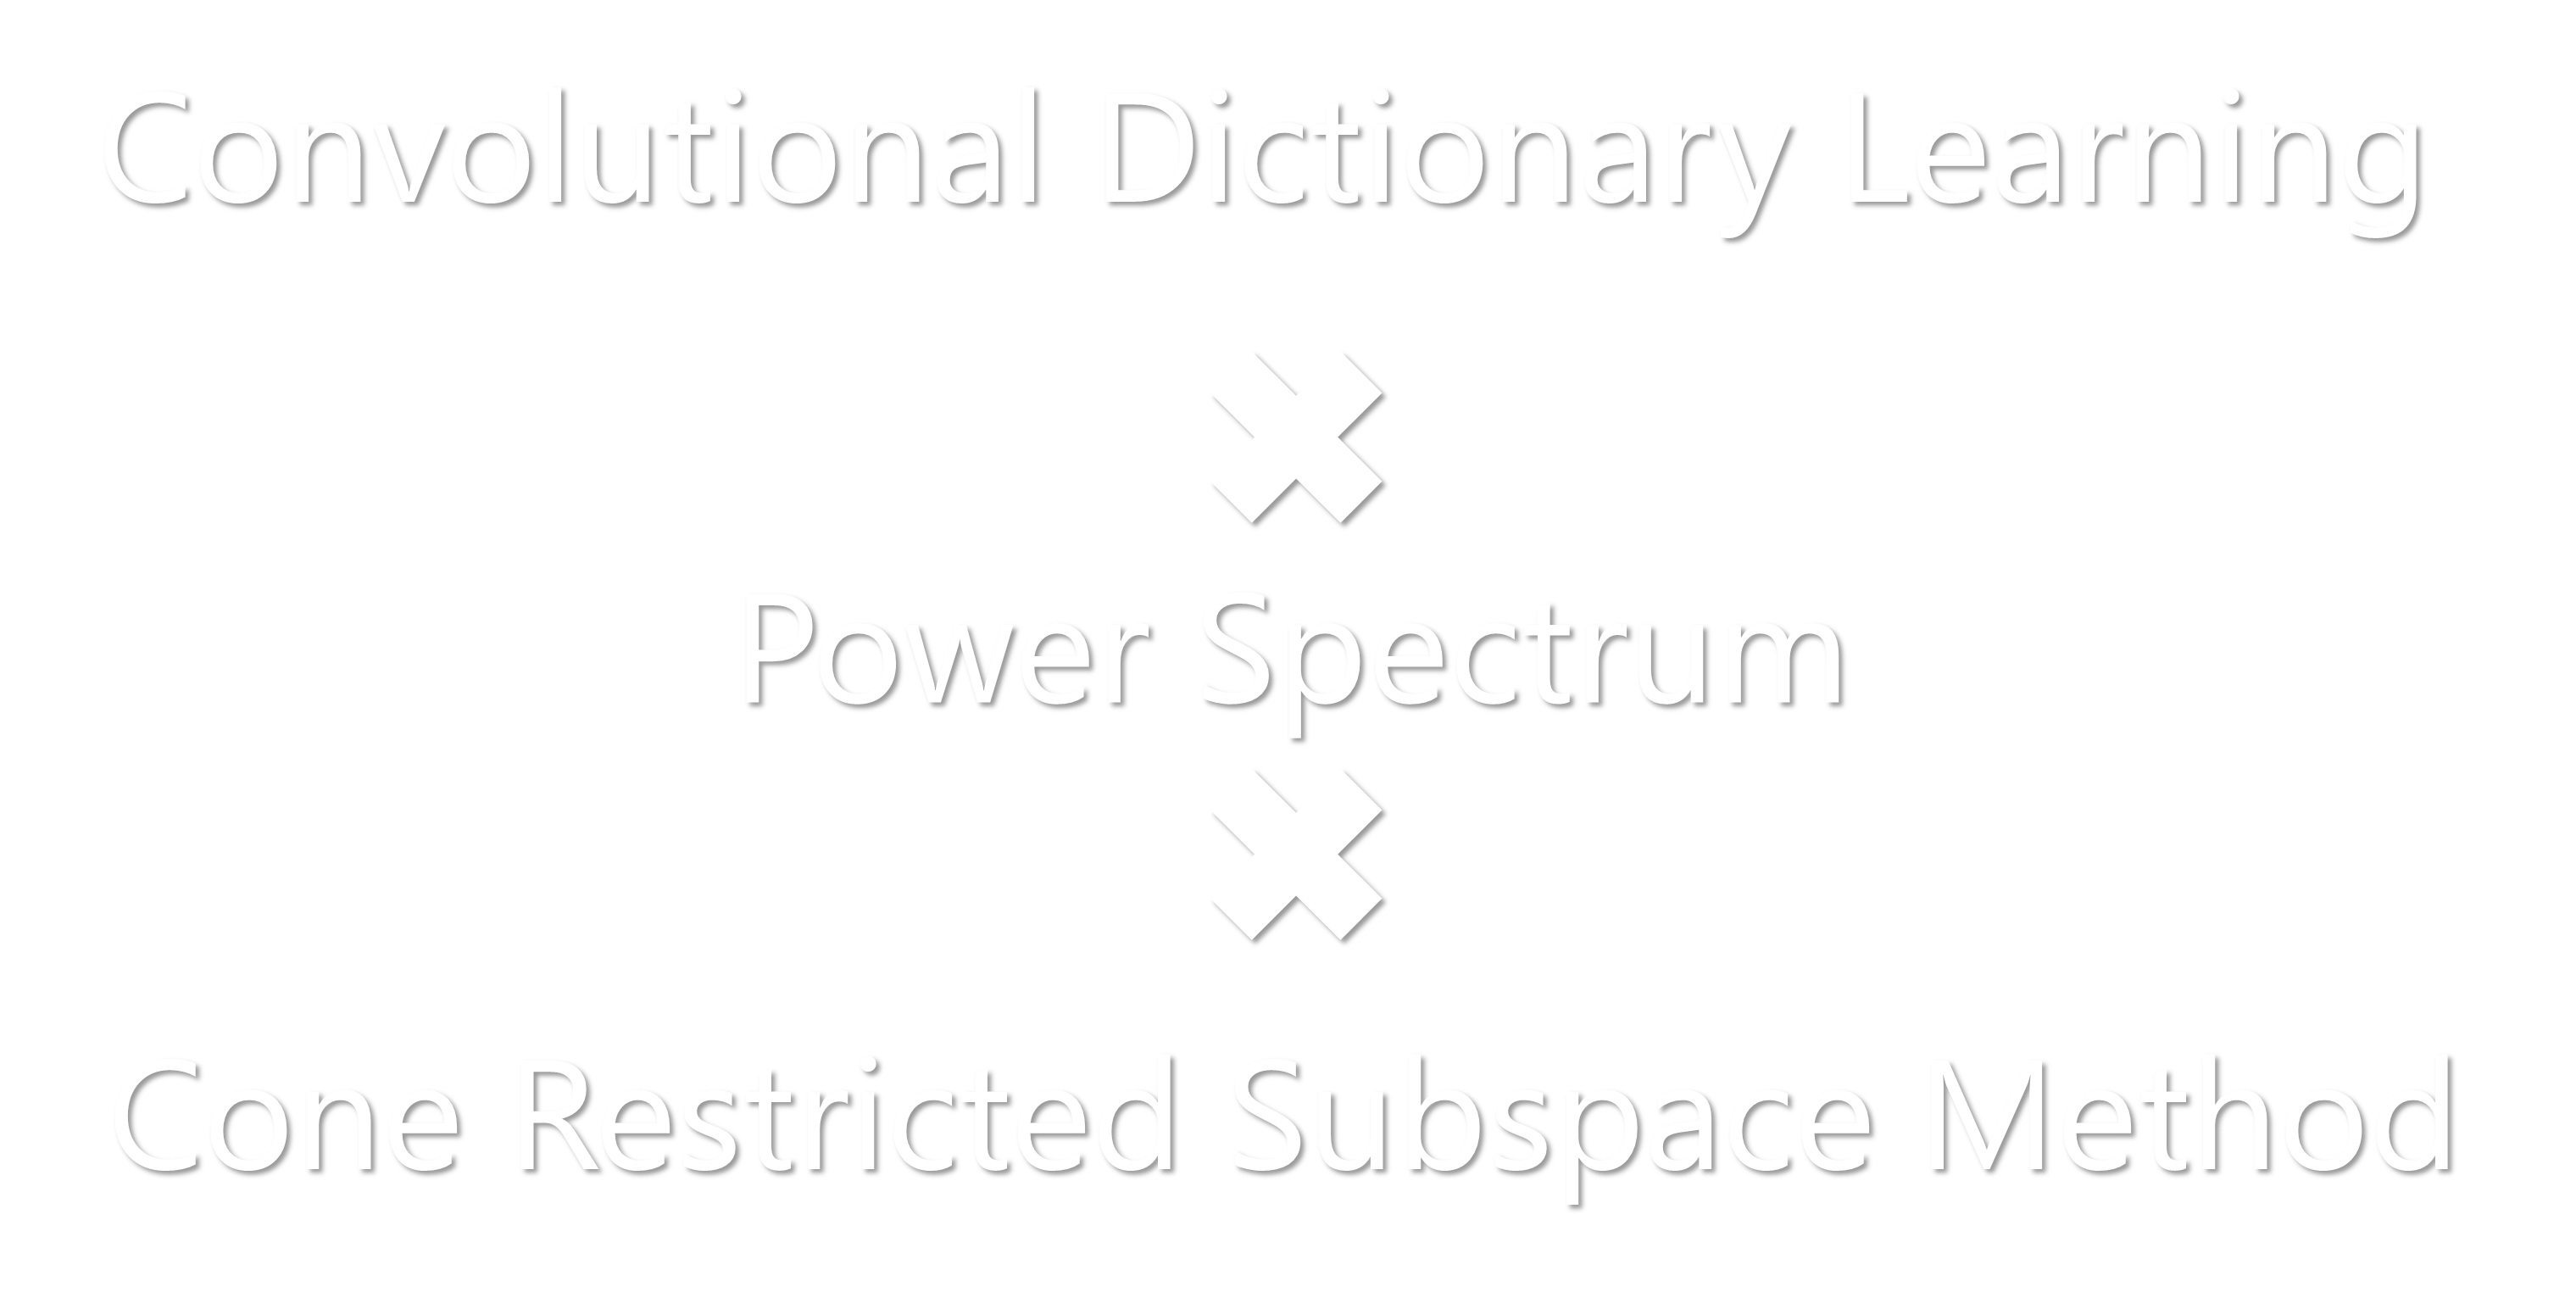 Convolutional Dictionary Learning
×
Power Spectrum
×
Cone Restricted Subspace Method